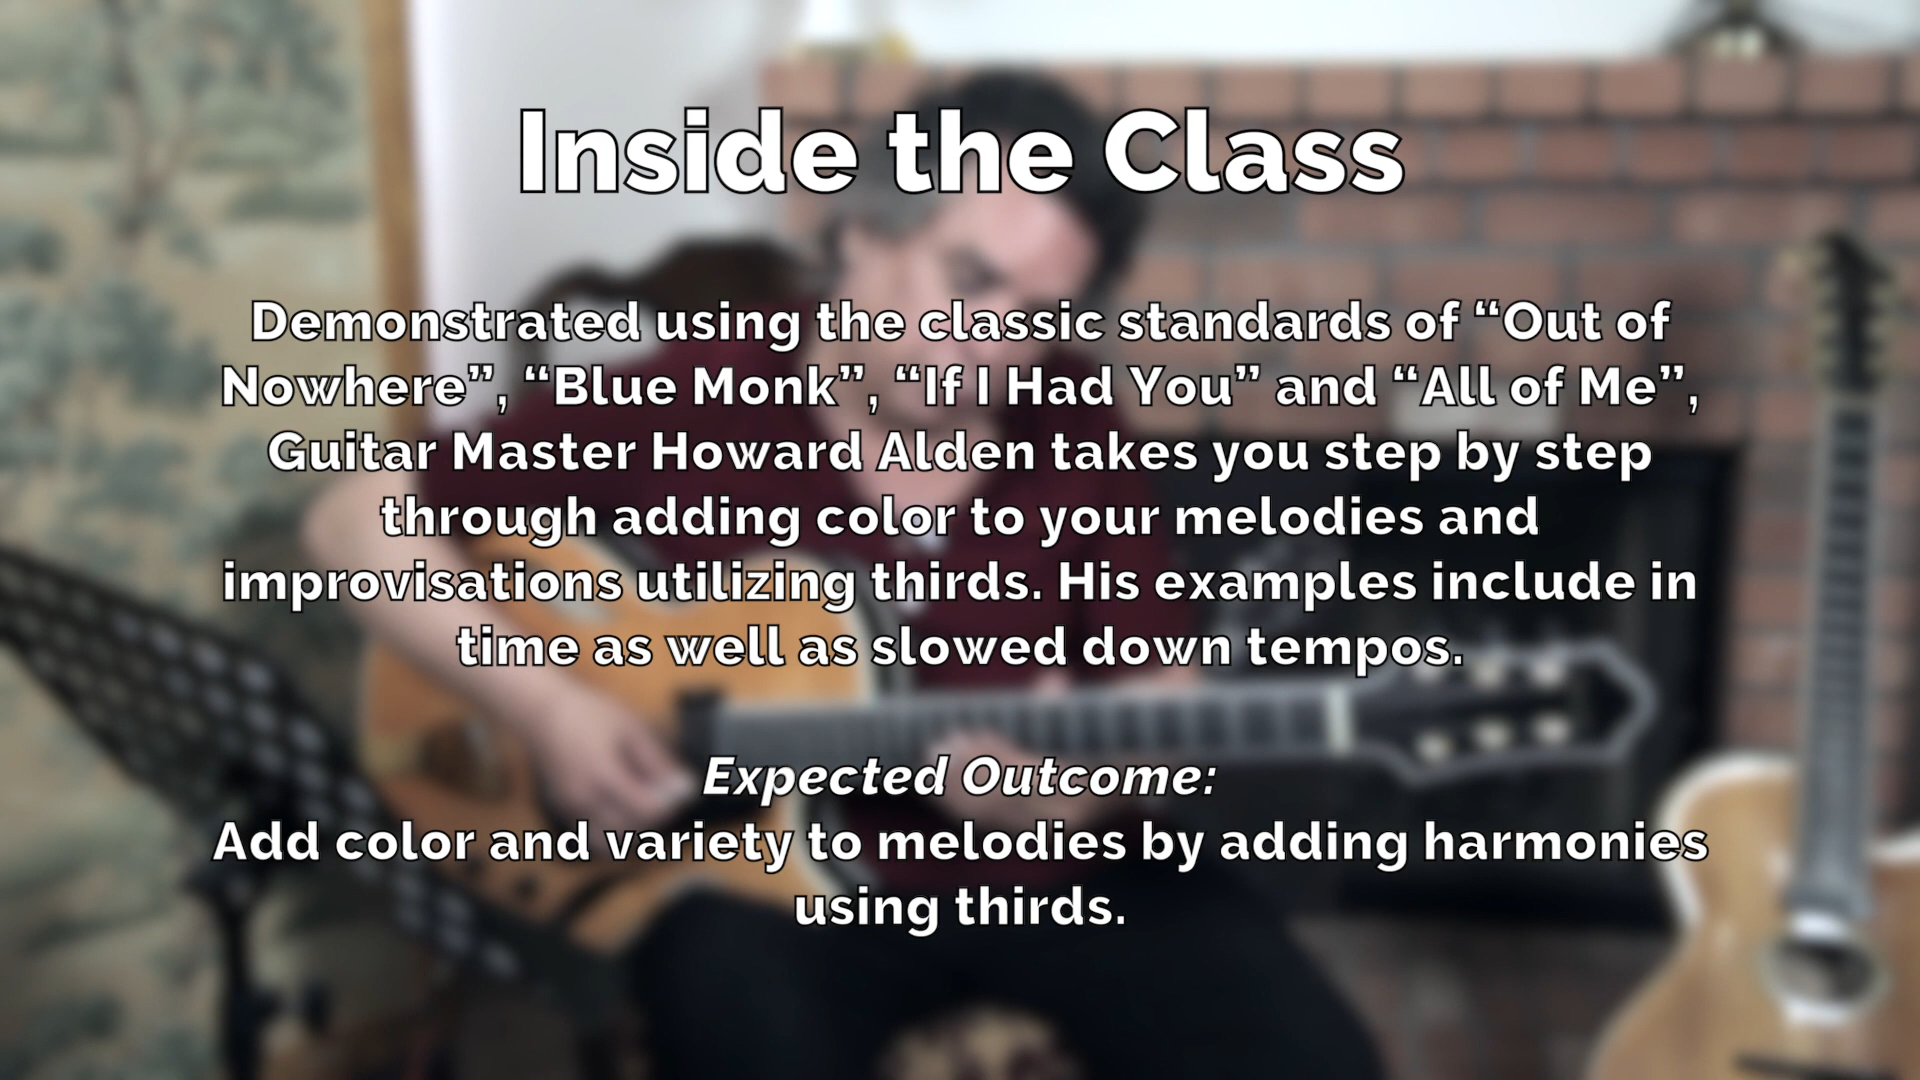 Inside the Class
Demonstrated using the classic standards of “Out of
Nowhere”, “Blue Monk”, “If I Had You” and “All of Me”,
Guitar Master Howard Alden takes you step by step
through adding color to your melodies and
improvisations utilizing thirds. His examples include in
time as well as slowed down tempos.
Expected Outcome:
Add color and variety to melodies by adding harmonies
using thirds.